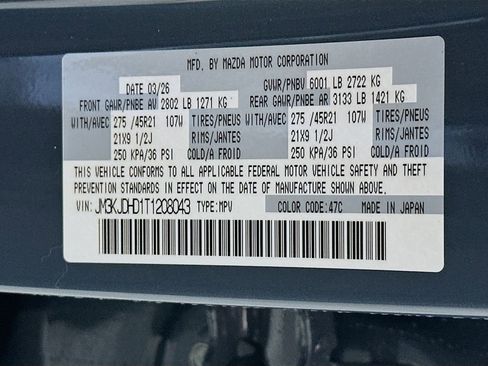 MFD. BY MAZDA MOTOR CORPORATION
DATE 03/26 GVWR/PNBV 6001 LB 2722 KG
FRONT GAWR/PNBE AV 2802 LB 1271 KG REAR GAWR/PNBE AR 3133 LB 1421 KG
WITH/AVEC 275 /45R21 107W TIRES/PNEUS WITH/AVEC 275 /45R21 107W TIRES/PNEUS
21X9 1/2J RIMS/JANTES 21X9 1/2J RIMS/JANTES
250 KPA/36 PSI COLD/A FROID 250 KPA/36 PSI COLD/A FROID
THIS VEHICLE CONFORMS TO ALL APPLICABLE FEDERAL MOTOR VEHICLE SAFETY AND THEFT
PREVENTION STANDARDS IN EFFECT ON THE DATE OF MANUFACTURE SHOWN ABOVE.
VIN: JM3KJDHD1T1208043 TYPE:MPV COLOR CODE:47C MADE IN JAPAN